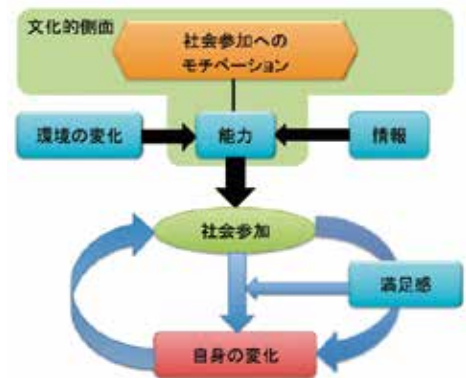 文化的側面
社会参加への
モチベーション
環境の変化
能力
情報
社会参加
満足感
自身の変化